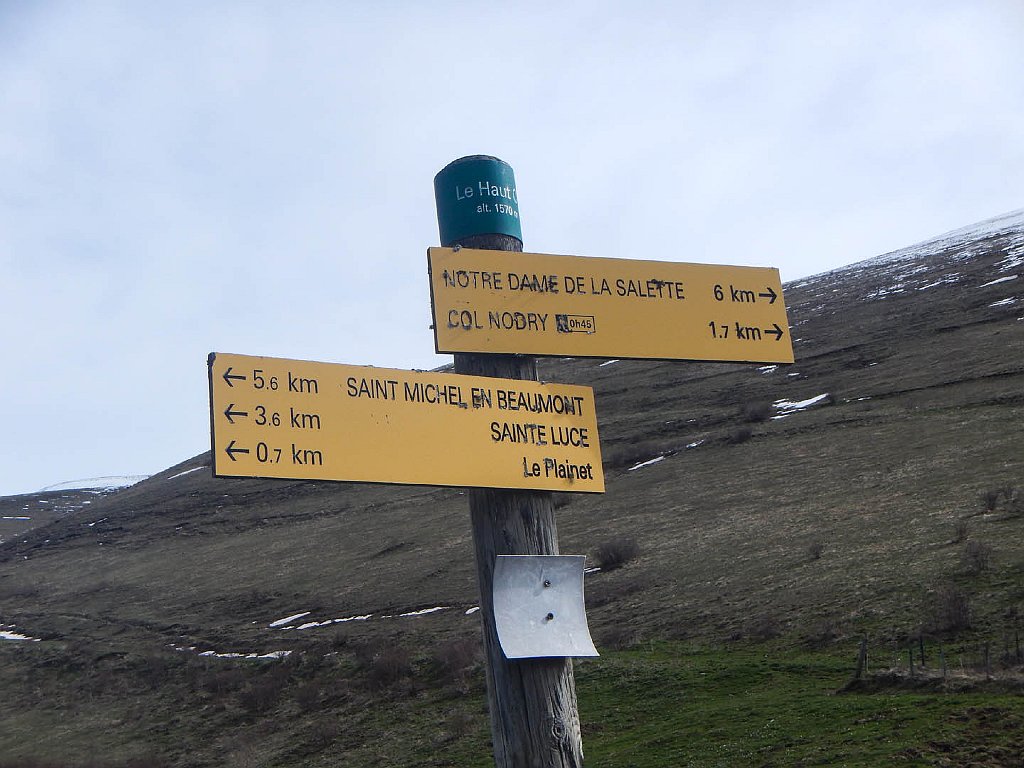 Le Haut
alt. 1570 m
NOTRE DAME DE LA SALETTE 6 km →
COL NODRY 0h45 1.7 km →
← 5.6 km SAINT MICHEL EN BEAUMONT
← 3.6 km SAINTE LUCE
← 0.7 km Le Plainet